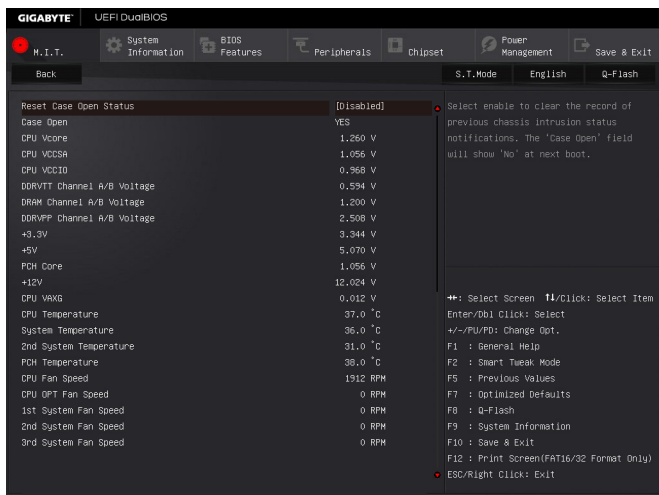 GIGABYTE™ UEFI DualBIOS
M.I.T. System Information BIOS Features Peripherals Chipset Power Management Save & Exit
Back S.T.Mode English Q-Flash
Reset Case Open Status [Disabled]
Case Open YES
CPU Vcore 1.260 V
CPU VCCSA 1.056 V
CPU VCCIO 0.968 V
DDRVTT Channel A/B Voltage 0.594 V
DRAM Channel A/B Voltage 1.200 V
DDRVPP Channel A/B Voltage 2.508 V
+3.3V 3.344 V
+5V 5.070 V
PCH Core 1.056 V
+12V 12.024 V
CPU VAXG 0.012 V
CPU Temperature 37.0 °C
System Temperature 36.0 °C
2nd System Temperature 31.0 °C
PCH Temperature 38.0 °C
CPU Fan Speed 1912 RPM
CPU OPT Fan Speed 0 RPM
1st System Fan Speed 0 RPM
2nd System Fan Speed 0 RPM
3rd System Fan Speed 0 RPM
Select enable to clear the record of
previous chassis intrusion status
notifications. The 'Case Open' field
will show 'No' at next boot.
→←: Select Screen ↑↓/Click: Select Item
Enter/Dbl Click: Select
+/-/PU/PD: Change Opt.
F1 : General Help
F2 : Smart Tweak Mode
F5 : Previous Values
F7 : Optimized Defaults
F8 : Q-Flash
F9 : System Information
F10 : Save & Exit
F12 : Print Screen(FAT16/32 Format Only)
ESC/Right Click: Exit